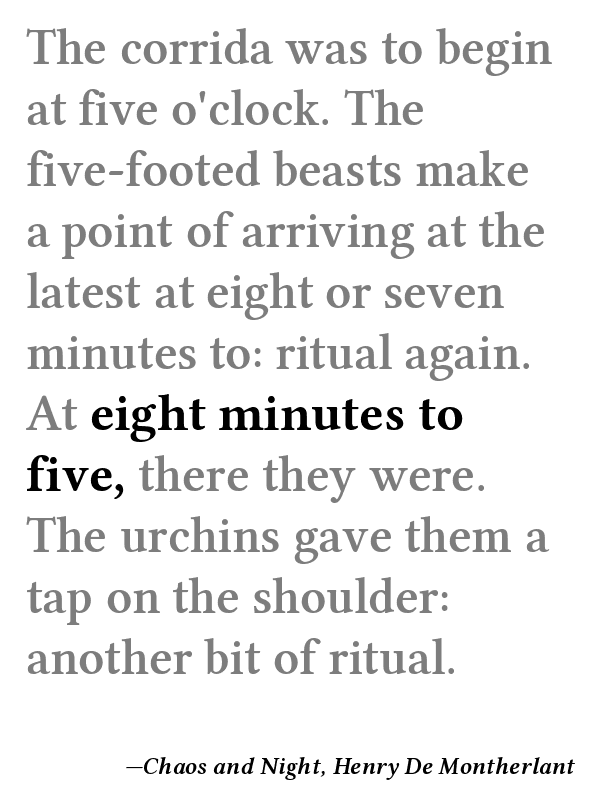 The corrida was to begin
at five o'clock. The
five-footed beasts make
a point of arriving at the
latest at eight or seven
minutes to: ritual again.
At eight minutes to
five, there they were.
The urchins gave them a
tap on the shoulder:
another bit of ritual.
—Chaos and Night, Henry De Montherlant